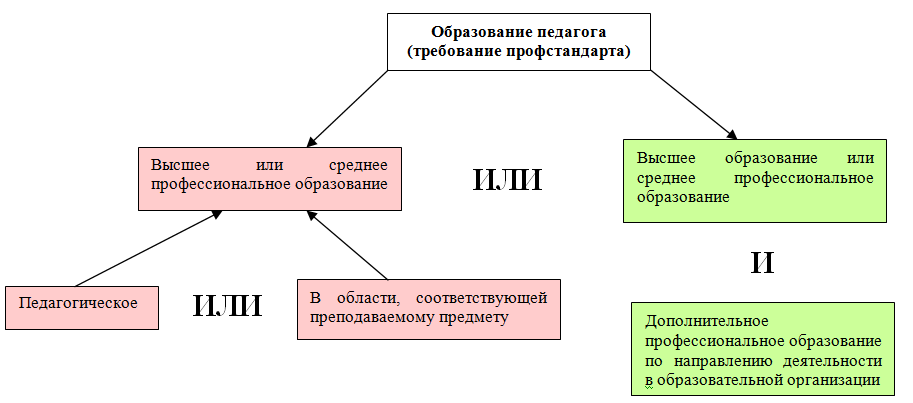 Образование педагога
(требование профстандарта)
Высшее или среднее
профессиональное образование
ИЛИ
Высшее образование или
среднее профессиональное
образование
И
Педагогическое
ИЛИ
В области, соответствующей
преподаваемому предмету
Дополнительное
профессиональное образование
по направлению деятельности
в образовательной организации